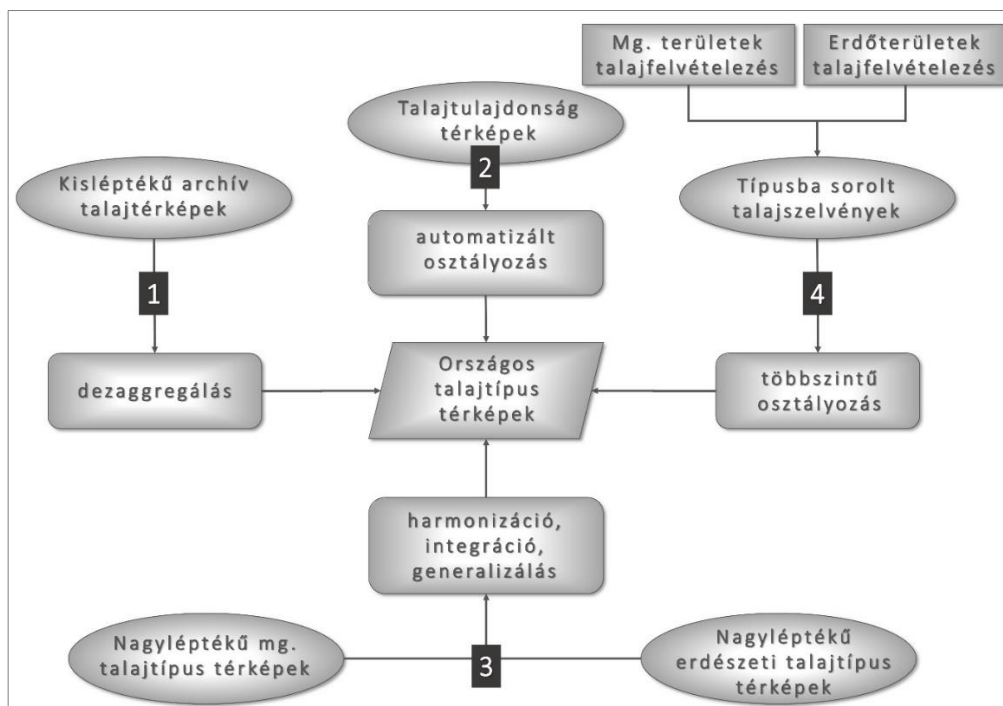 Mg. területek
talajfelvételezés
Erdőterületek
talajfelvételezés
Talajtulajdonság
térképek
2
Kisléptékű archív
talajtérképek
Típusba sorolt
talajszelvények
automatizált
osztályozás
1
4
dezaggregálás
Országos
talajtípus
térképek
többszintű
osztályozás
harmonizáció,
integráció,
generalizálás
Nagyléptékű mg.
talajtípus térképek
3
Nagyléptékű
erdészeti talajtípus
térképek